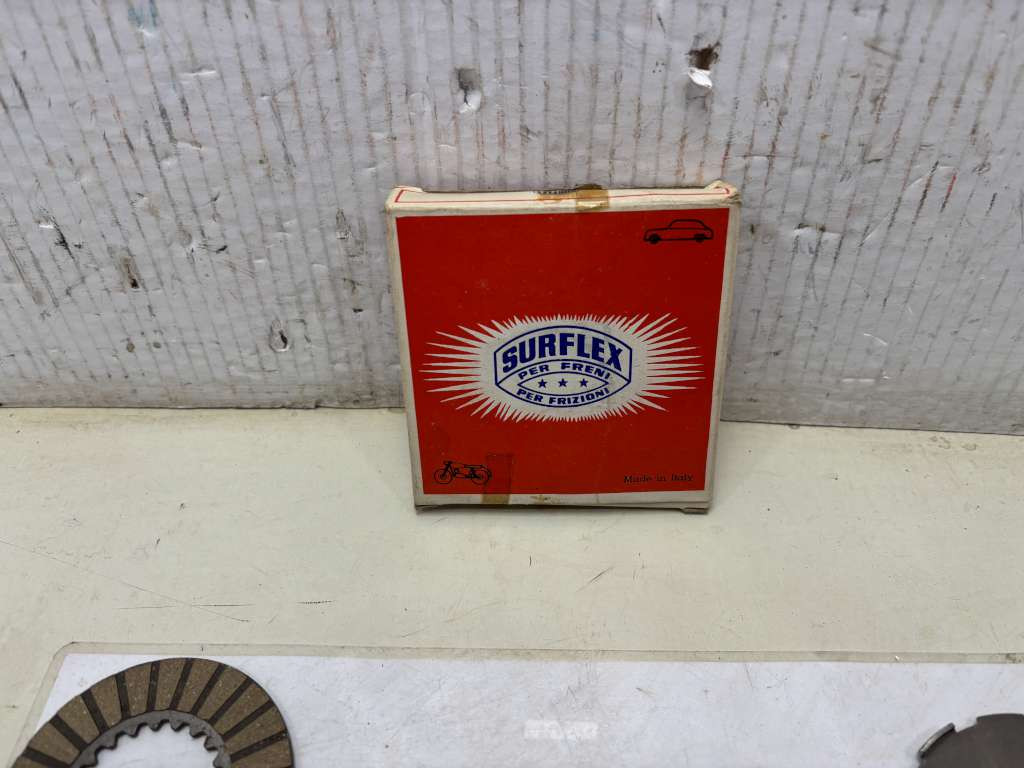 SURFLEX
PER FRENI
PER FRIZIONI
Made in Italy